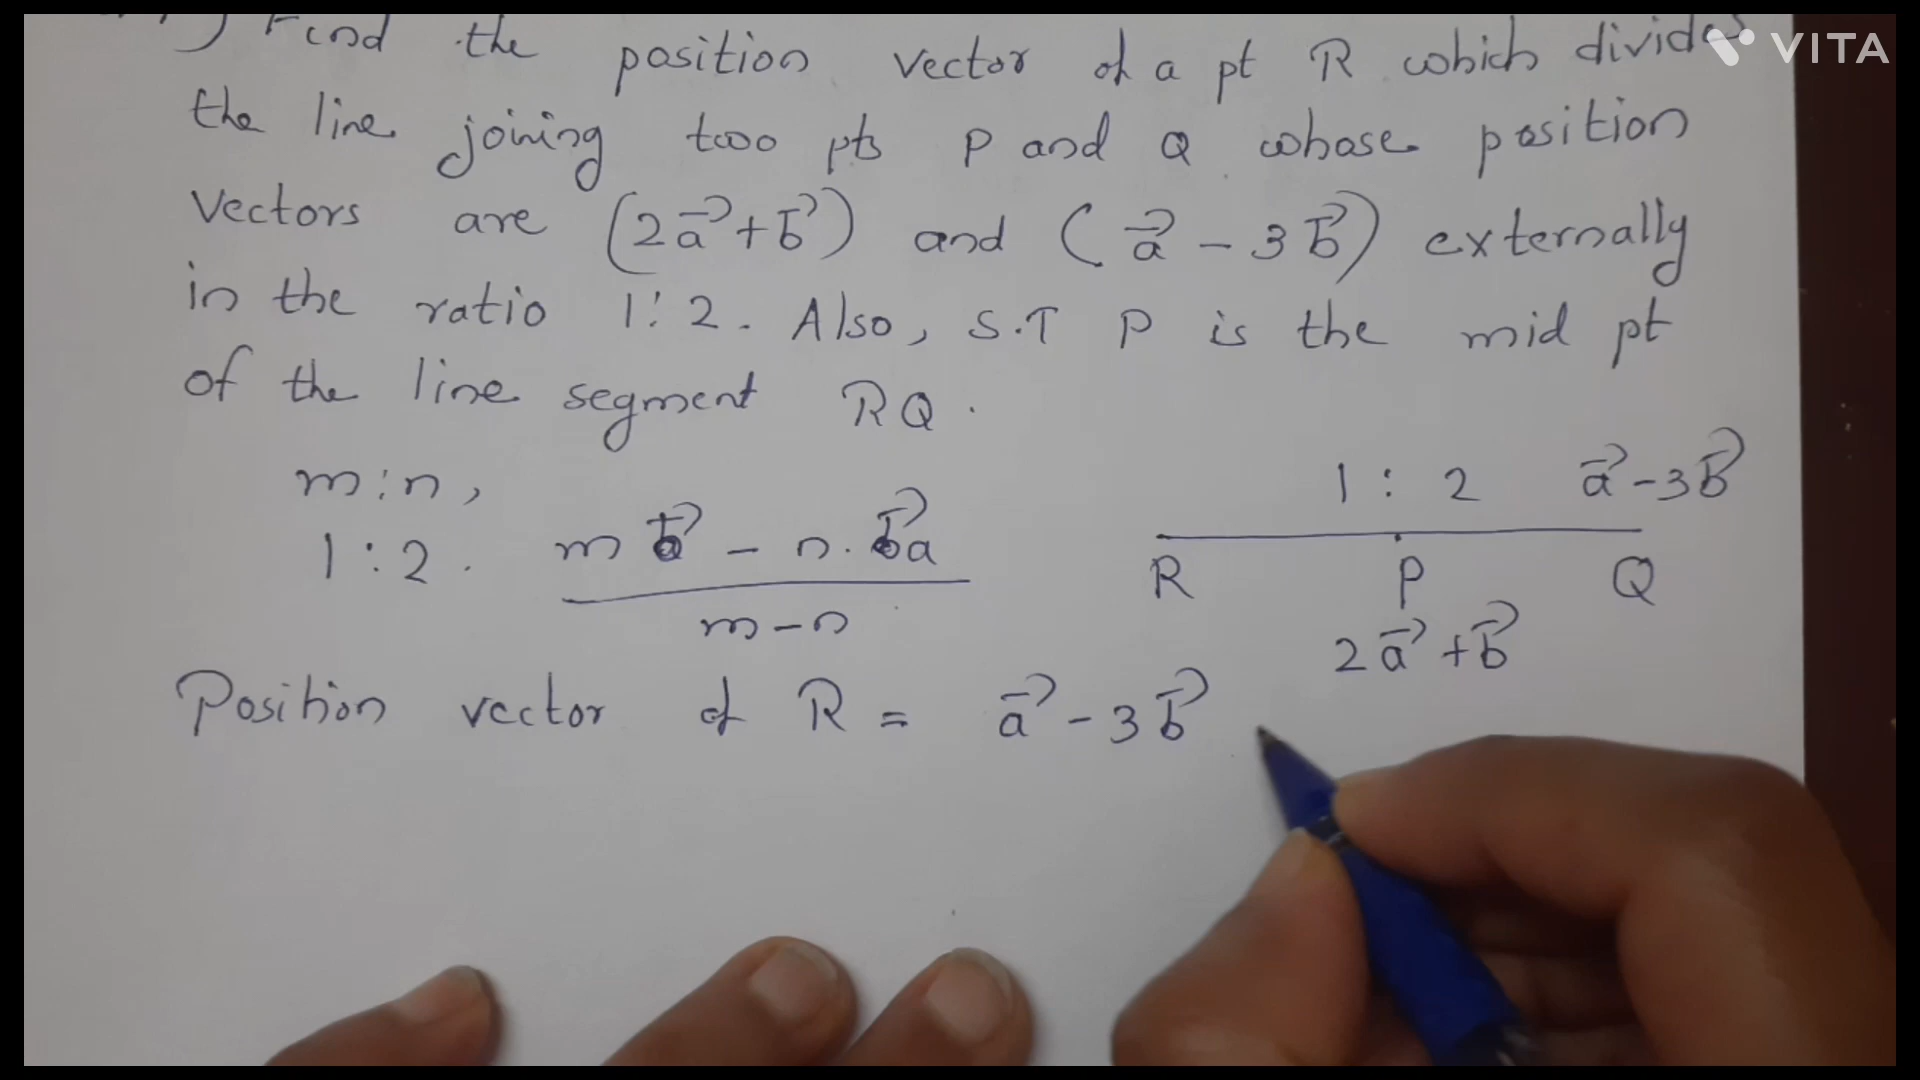 ) Find the position vector of a pt R which divides
VITA
the line joining two pts P and Q whose position
vectors are (2a⃗ + b⃗) and (a⃗ - 3b⃗) externally
in the ratio 1:2. Also, S.T P is the mid pt
of the line segment RQ.
m:n,
1:2.
m b⃗ - n. a⃗
m-n
1 : 2 a⃗ - 3b⃗
R P Q
2a⃗ + b⃗
Position vector of R = a⃗ - 3b⃗